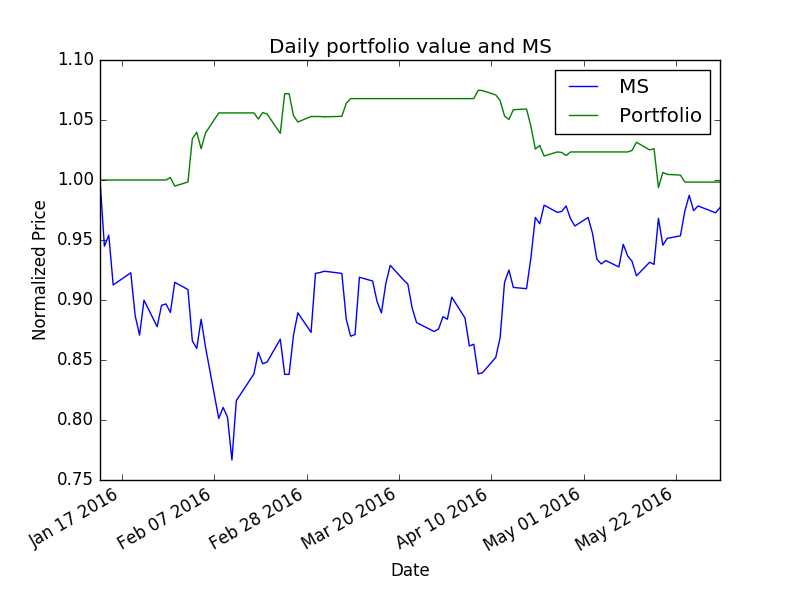 Daily portfolio value and MS
MS
Portfolio
1.10
1.05
1.00
0.95
0.90
0.85
0.80
0.75
Normalized Price
Jan 17 2016
Feb 07 2016
Feb 28 2016
Mar 20 2016
Apr 10 2016
May 01 2016
May 22 2016
Date